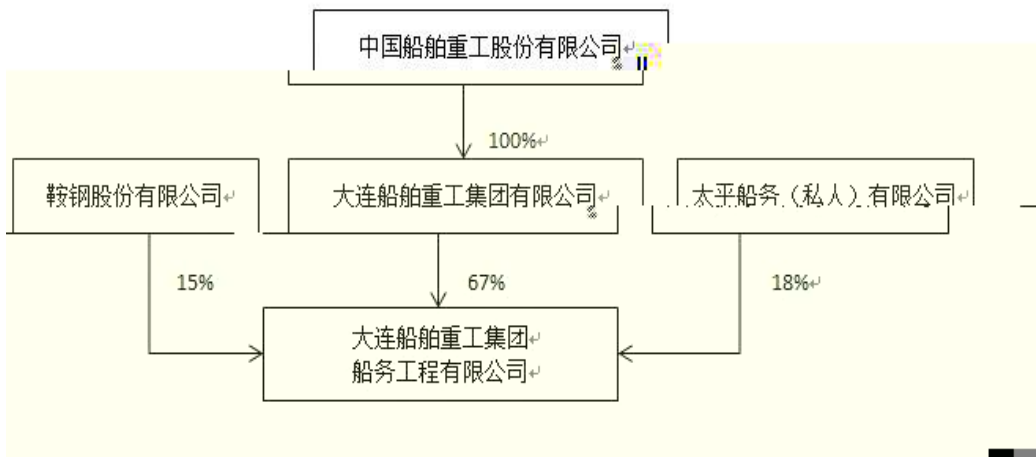 中国船舶重工股份有限公司
100%
鞍钢股份有限公司
大连船舶重工集团有限公司
太平船务（私人）有限公司
15%
67%
18%
大连船舶重工集团
船务工程有限公司